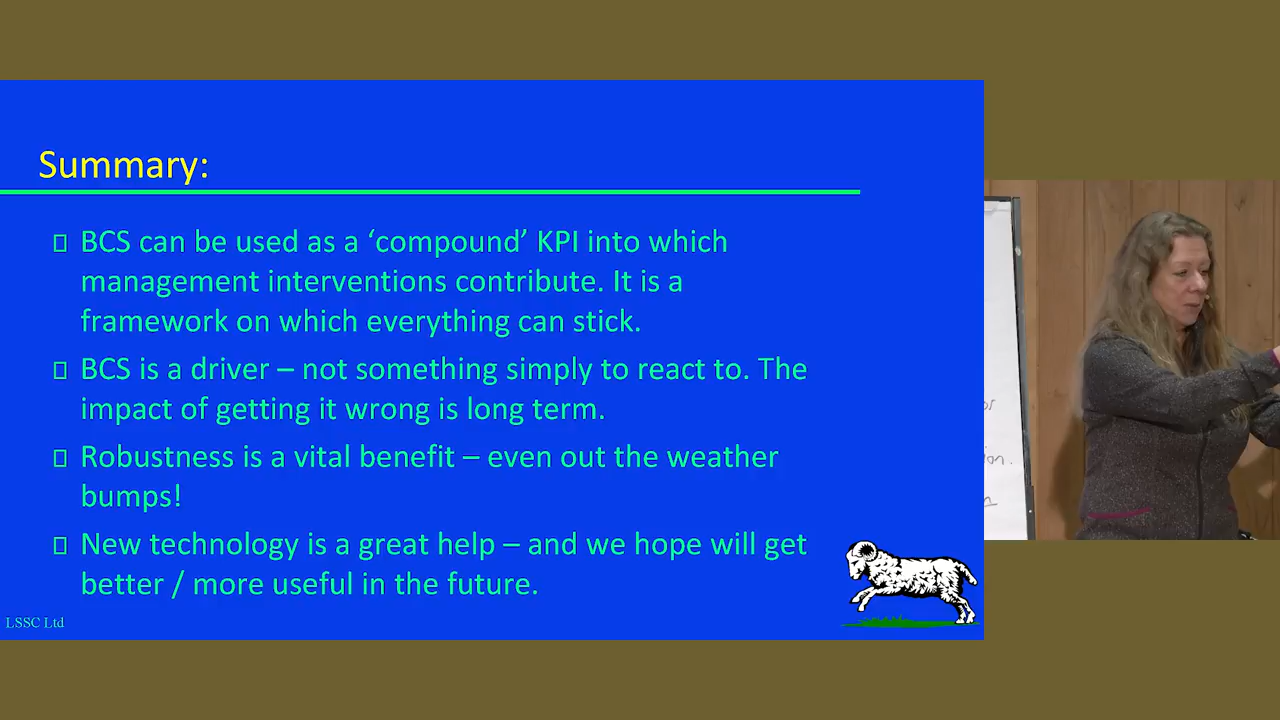 Summary:
BCS can be used as a ‘compound’ KPI into which
management interventions contribute. It is a
framework on which everything can stick.
BCS is a driver – not something simply to react to. The
impact of getting it wrong is long term.
Robustness is a vital benefit – even out the weather
bumps!
New technology is a great help – and we hope will get
better / more useful in the future.
LSSC Ltd